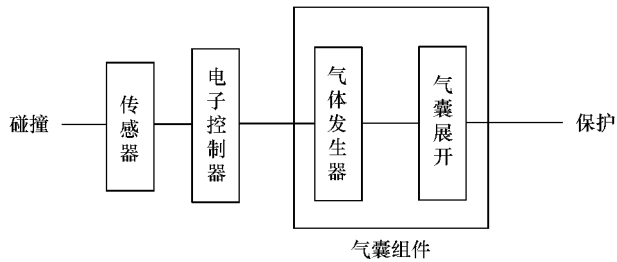 碰撞
传感器
电子控制器
气体发生器
气囊展开
保护
气囊组件